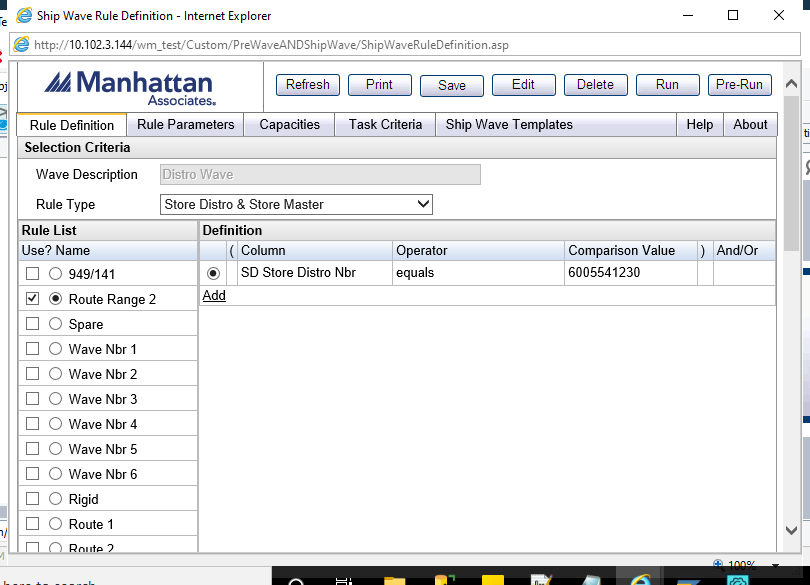 Ship Wave Rule Definition - Internet Explorer
http://10.102.3.144/wm_test/Custom/PreWaveANDShipWave/ShipWaveRuleDefinition.asp
Manhattan Associates.
Refresh Print Save Edit Delete Run Pre-Run
Rule Definition Rule Parameters Capacities Task Criteria Ship Wave Templates Help About
Selection Criteria
Wave Description Distro Wave
Rule Type Store Distro & Store Master
Rule List Definition
Use? Name ( Column Operator Comparison Value ) And/Or
949/141 SD Store Distro Nbr equals 6005541230
Route Range 2 Add
Spare
Wave Nbr 1
Wave Nbr 2
Wave Nbr 3
Wave Nbr 4
Wave Nbr 5
Wave Nbr 6
Rigid
Route 1
Route 2
100%
here to search